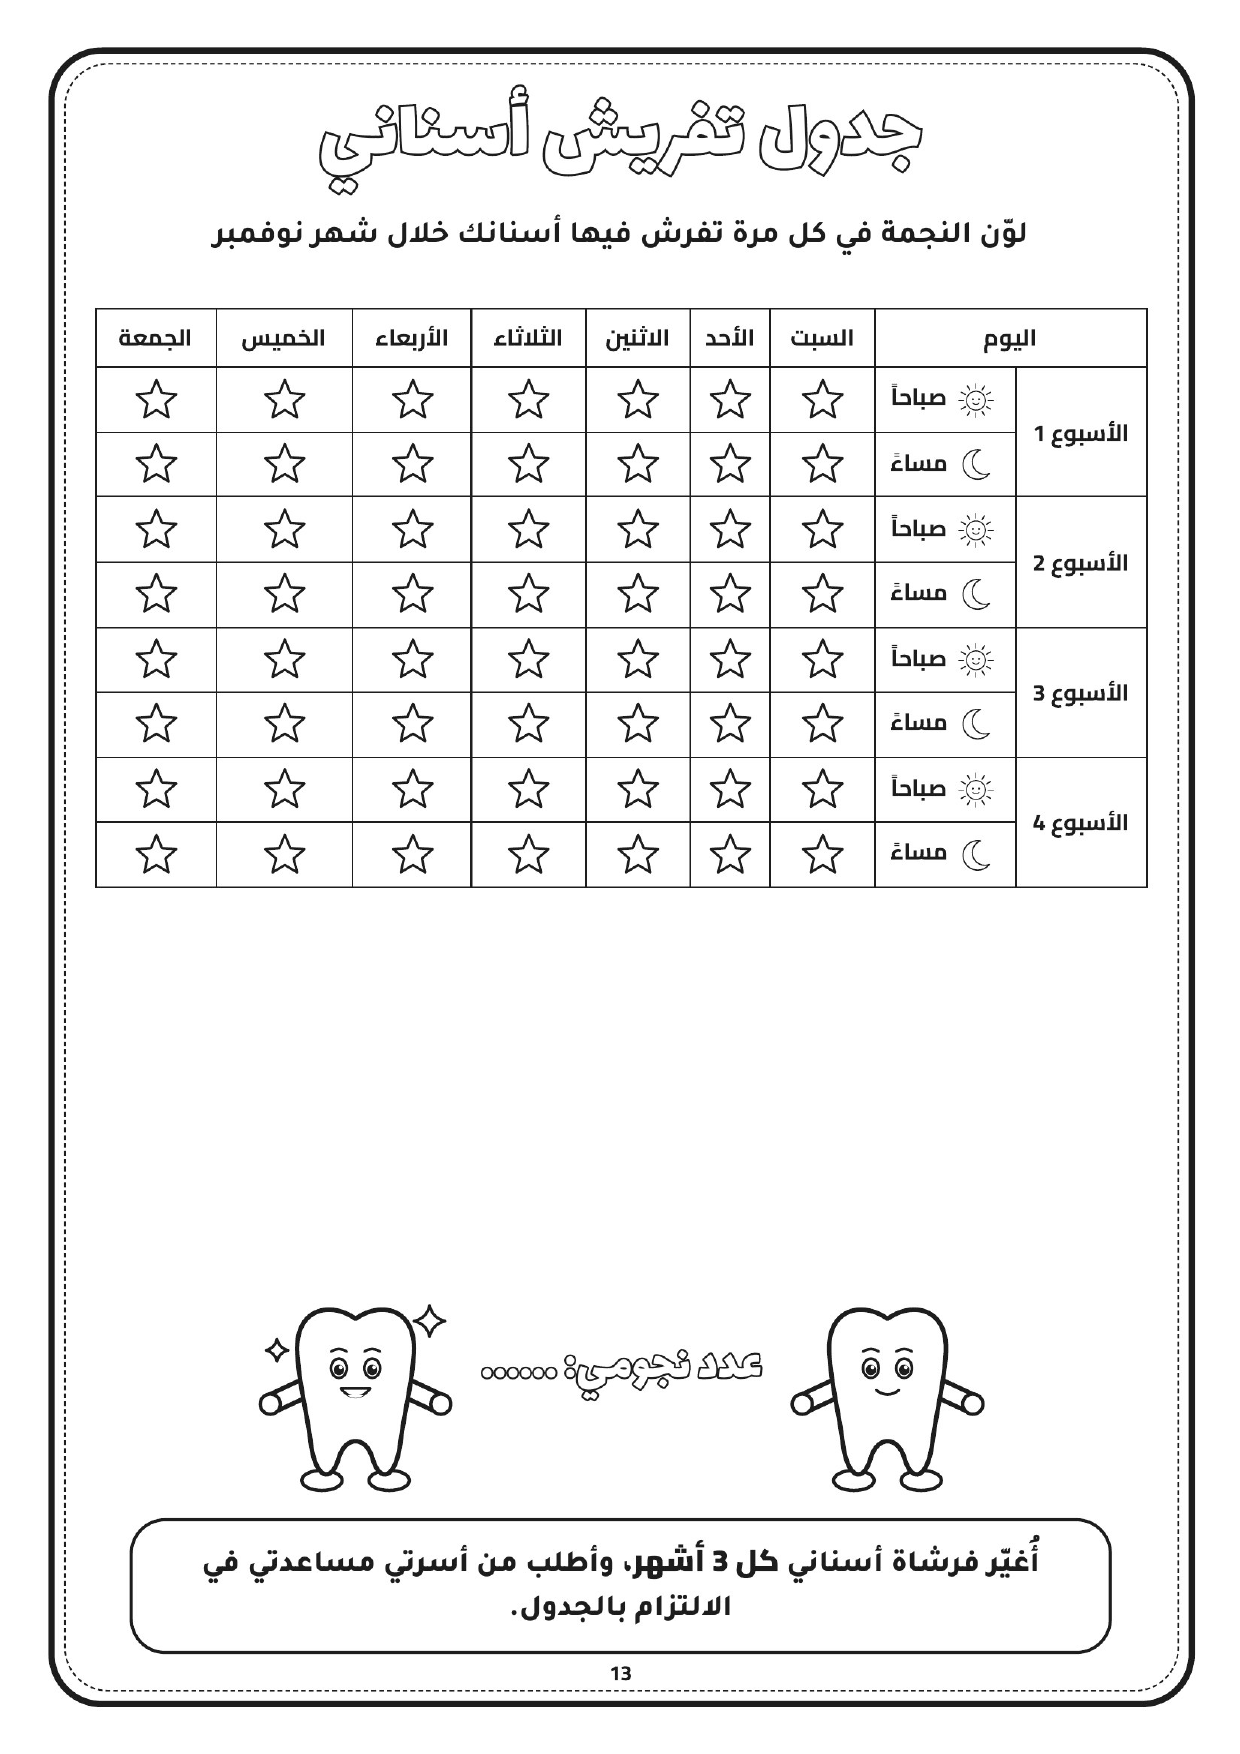 جدول تفريش أسناني
لوّن النجمة في كل مرة تفرش فيها أسنانك خلال شهر نوفمبر
اليوم السبت الأحد الاثنين الثلاثاء الأربعاء الخميس الجمعة
الأسبوع 1
صباحاً
مساءً
الأسبوع 2
صباحاً
مساءً
الأسبوع 3
صباحاً
مساءً
الأسبوع 4
صباحاً
مساءً
عدد نجومي: ......
أُغيّر فرشاة أسناني كل 3 أشهر، وأطلب من أسرتي مساعدتي في
الالتزام بالجدول.
13